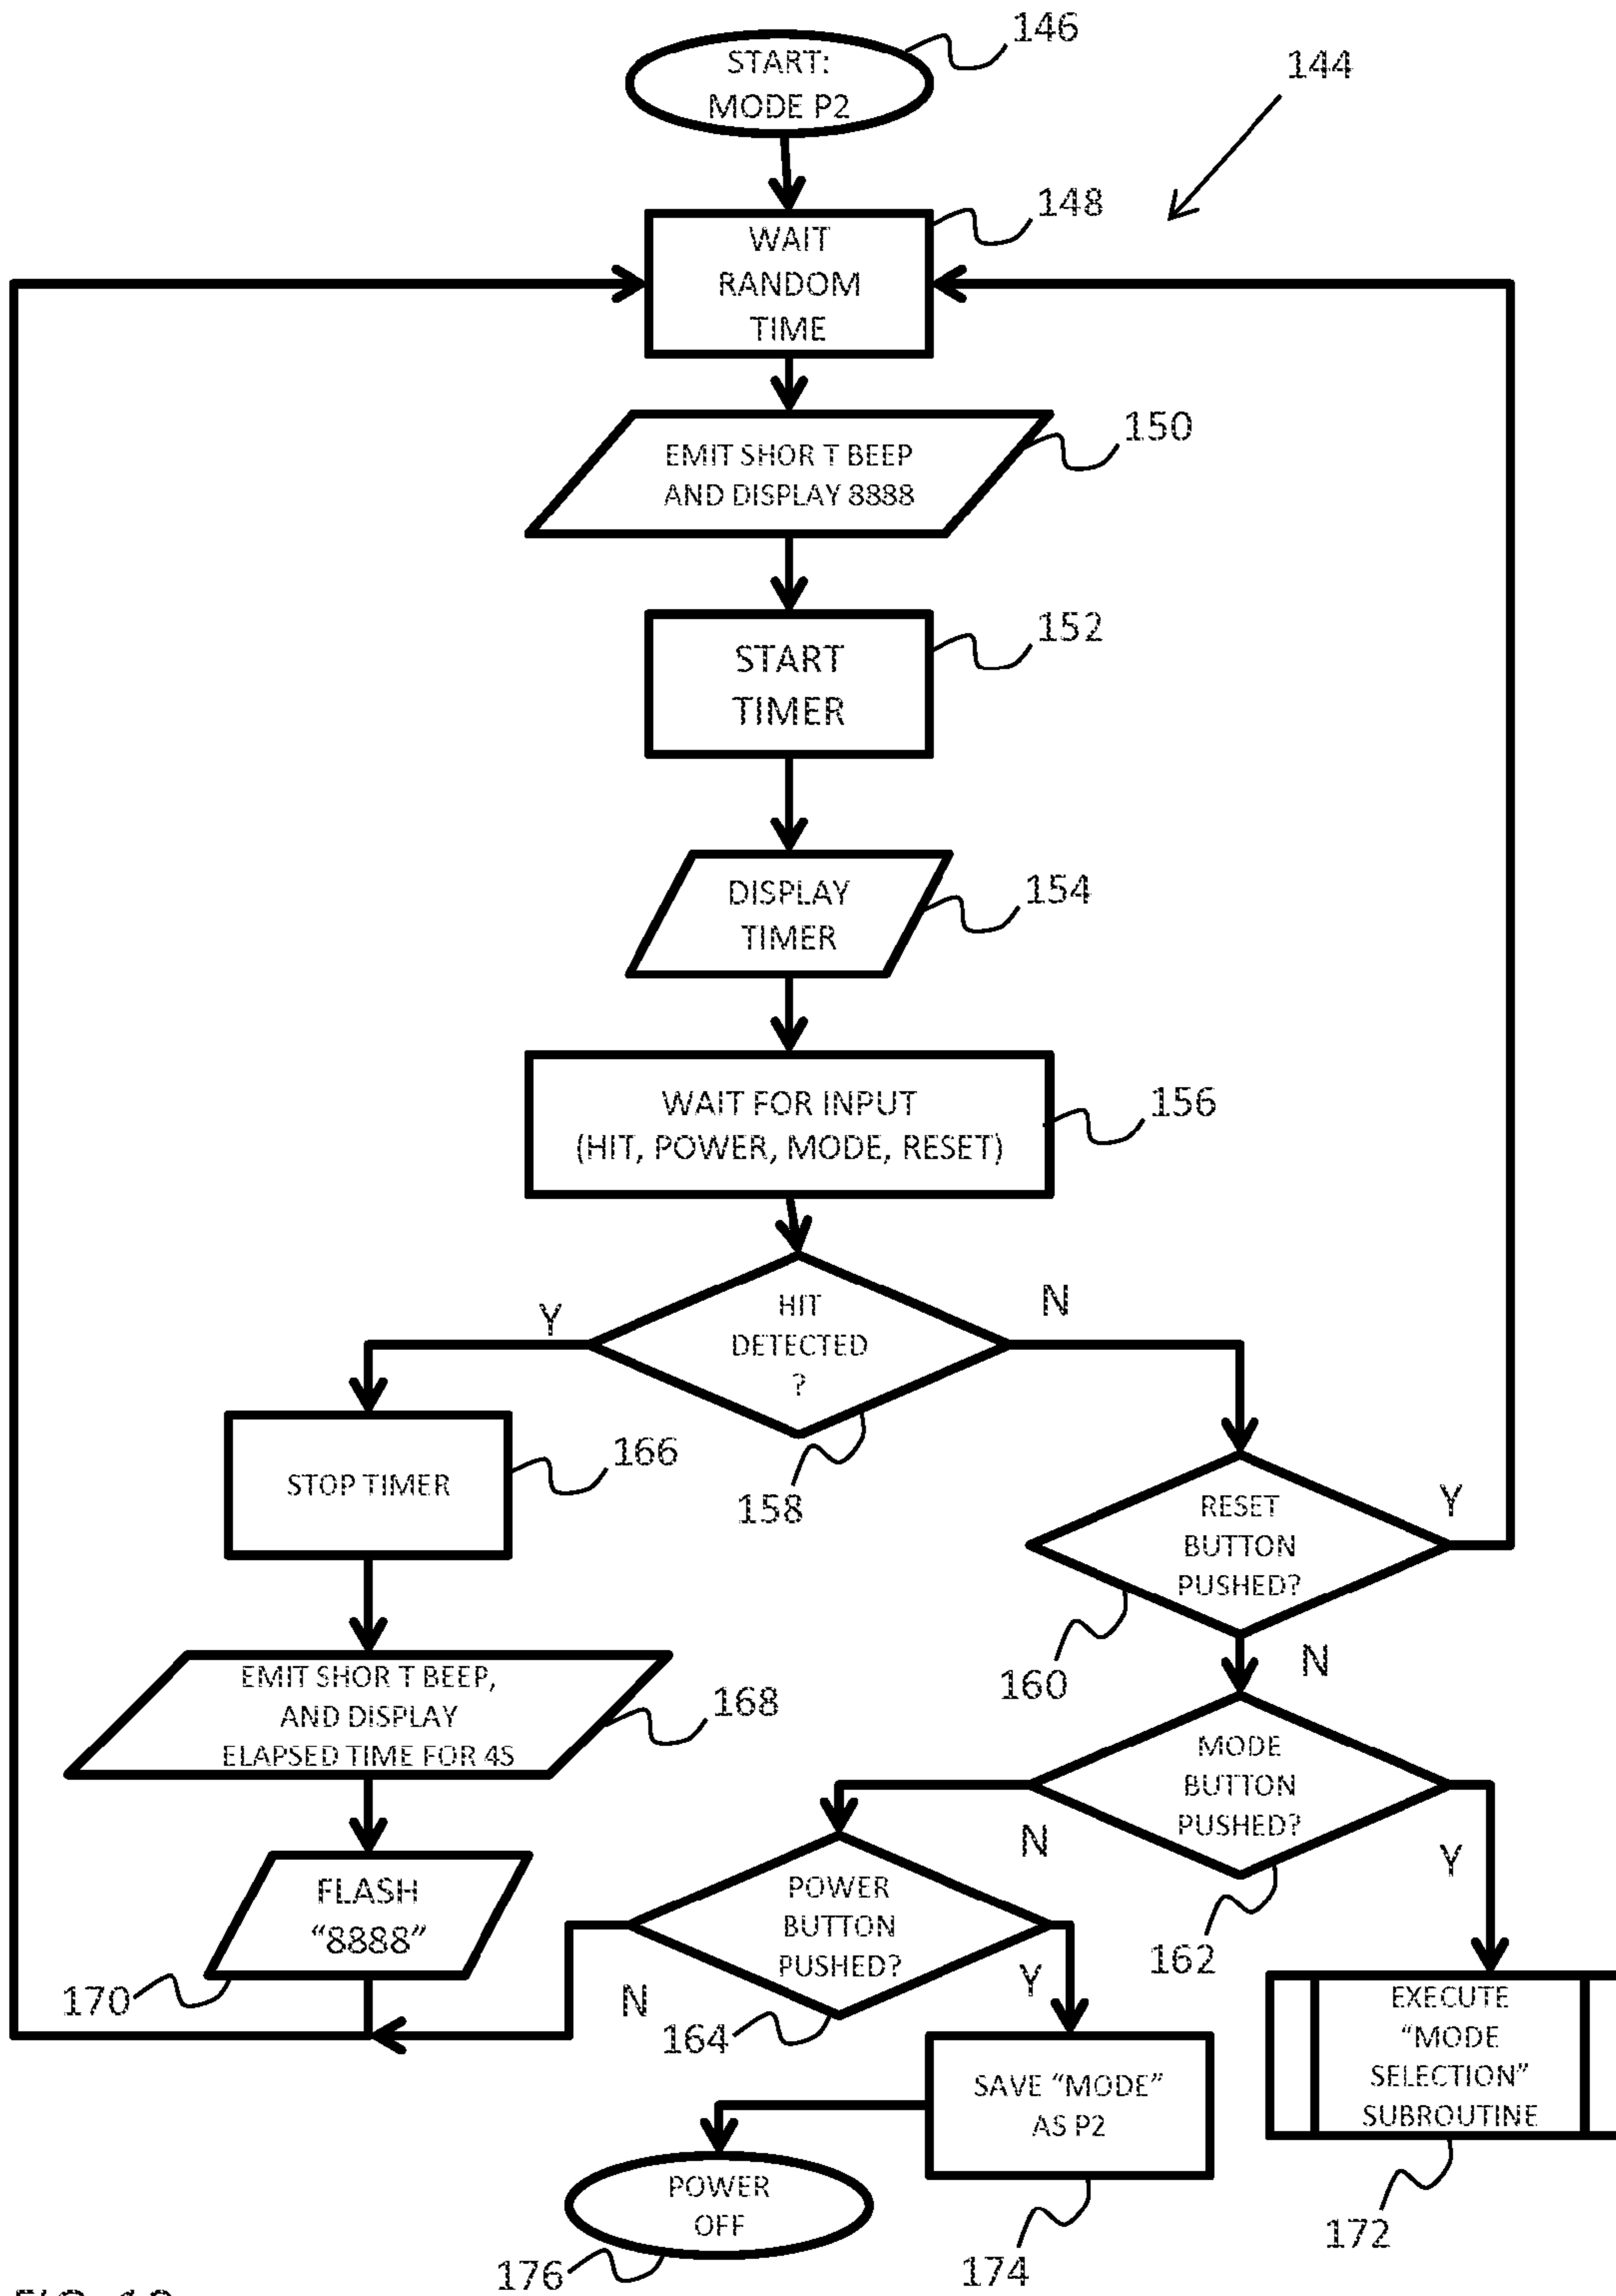 146
START:
MODE P2
144
148
WAIT
RANDOM
TIME
150
EMIT SHOR T BEEP
AND DISPLAY 8888
152
START
TIMER
DISPLAY
TIMER
154
WAIT FOR INPUT
(HIT, POWER, MODE, RESET)
156
Y
HIT
DETECTED
?
N
158
STOP TIMER
166
RESET
BUTTON
PUSHED?
Y
160
N
EMIT SHOR T BEEP,
AND DISPLAY
ELAPSED TIME FOR 4S
168
MODE
BUTTON
PUSHED?
N
Y
162
FLASH
"8888"
170
POWER
BUTTON
PUSHED?
N
Y
164
SAVE "MODE"
AS P2
174
EXECUTE
"MODE
SELECTION"
SUBROUTINE
172
POWER
OFF
176